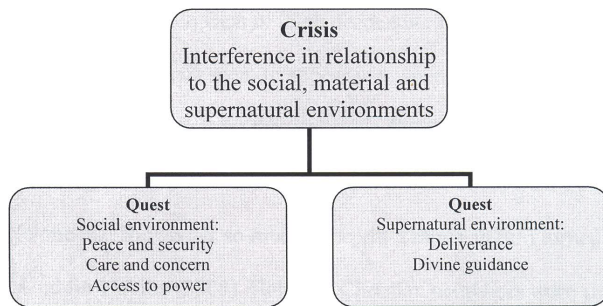 Crisis
Interference in relationship
to the social, material and
supernatural environments
Quest
Social environment:
Peace and security
Care and concern
Access to power
Quest
Supernatural environment:
Deliverance
Divine guidance